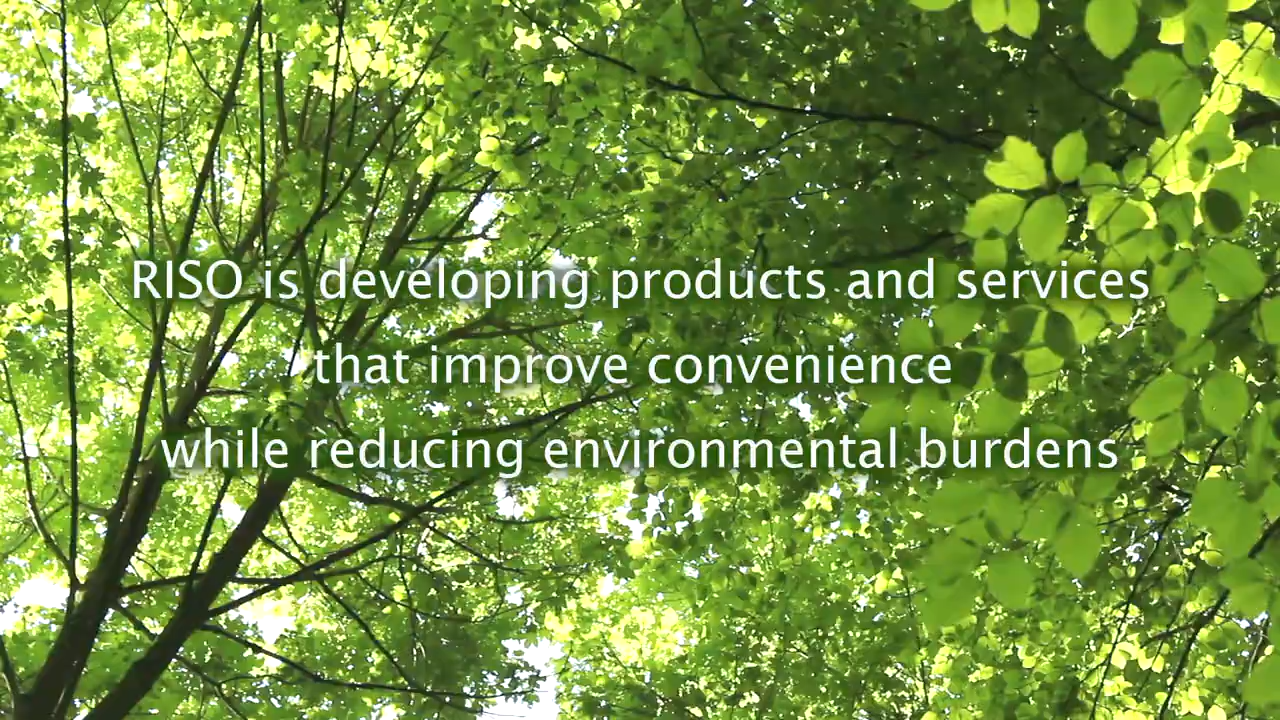 RISO is developing products and services
that improve convenience
while reducing environmental burdens